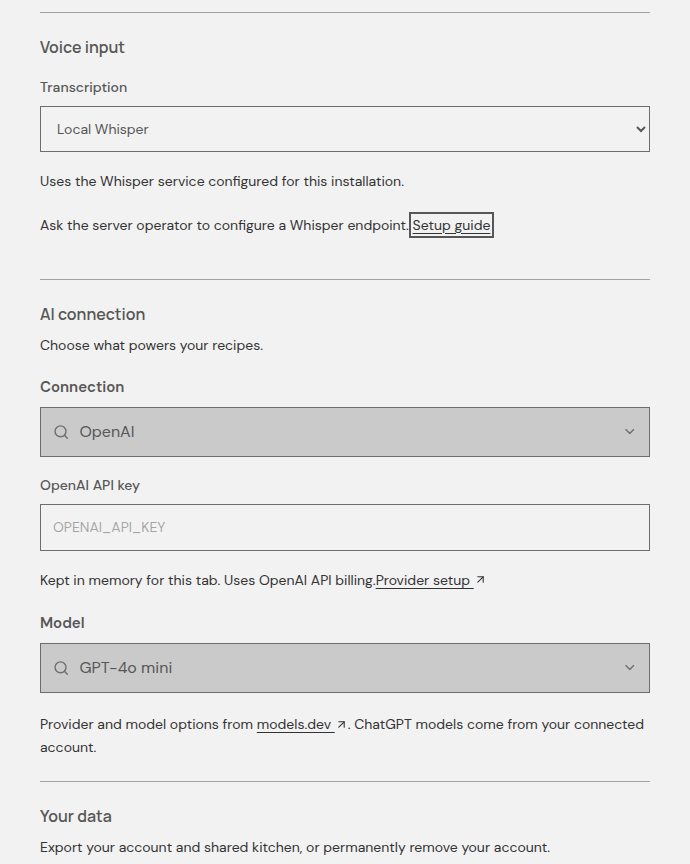 Voice input
Transcription
Local Whisper
Uses the Whisper service configured for this installation.
Ask the server operator to configure a Whisper endpoint.Setup guide
AI connection
Choose what powers your recipes.
Connection
OpenAI
OpenAI API key
OPENAI_API_KEY
Kept in memory for this tab. Uses OpenAI API billing.Provider setup ↗
Model
GPT-4o mini
Provider and model options from models.dev ↗. ChatGPT models come from your connected
account.
Your data
Export your account and shared kitchen, or permanently remove your account.